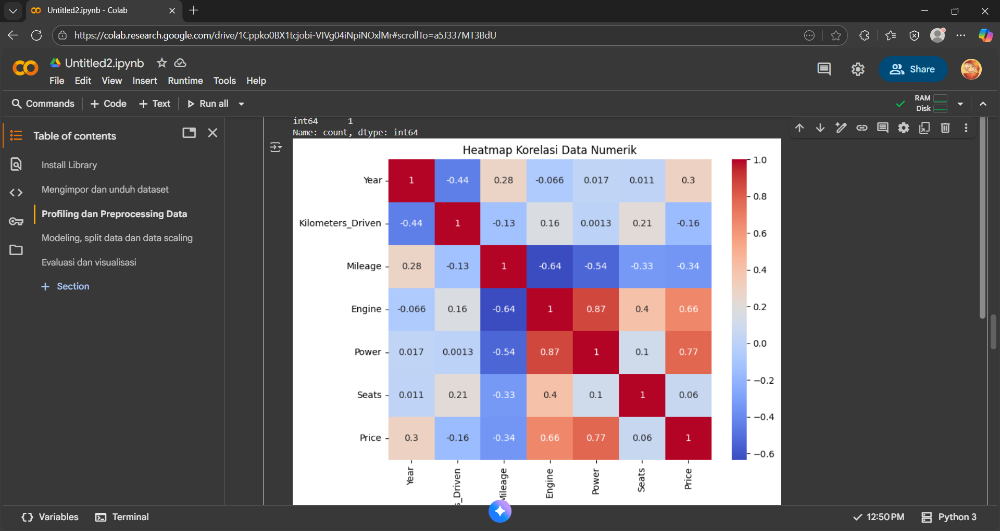 Untitled2.ipynb - Colab
https://colab.research.google.com/drive/1Cppko0BX1tcjobi-VIVg04iNpiNOxlMr#scrollTo=a5J337MT3BdU
Untitled2.ipynb
File Edit View Insert Runtime Tools Help
Share
Commands + Code + Text Run all
RAM
Disk
Table of contents
Install Library
Mengimpor dan unduh dataset
Profiling dan Preprocessing Data
Modeling, split data dan data scaling
Evaluasi dan visualisasi
+ Section
int64 1
Name: count, dtype: int64
Heatmap Korelasi Data Numerik
Year 1 -0.44 0.28 -0.066 0.017 0.011 0.3
Kilometers_Driven -0.44 1 -0.13 0.16 0.0013 0.21 -0.16
Mileage 0.28 -0.13 1 -0.64 -0.54 -0.33 -0.34
Engine -0.066 0.16 -0.64 1 0.87 0.4 0.66
Power 0.017 0.0013 -0.54 0.87 1 0.1 0.77
Seats 0.011 0.21 -0.33 0.4 0.1 1 0.06
Price 0.3 -0.16 -0.34 0.66 0.77 0.06 1
Year s_Driven Mileage Engine Power Seats Price
1.0
0.8
0.6
0.4
0.2
0.0
−0.2
−0.4
−0.6
Variables Terminal
12:50 PM Python 3